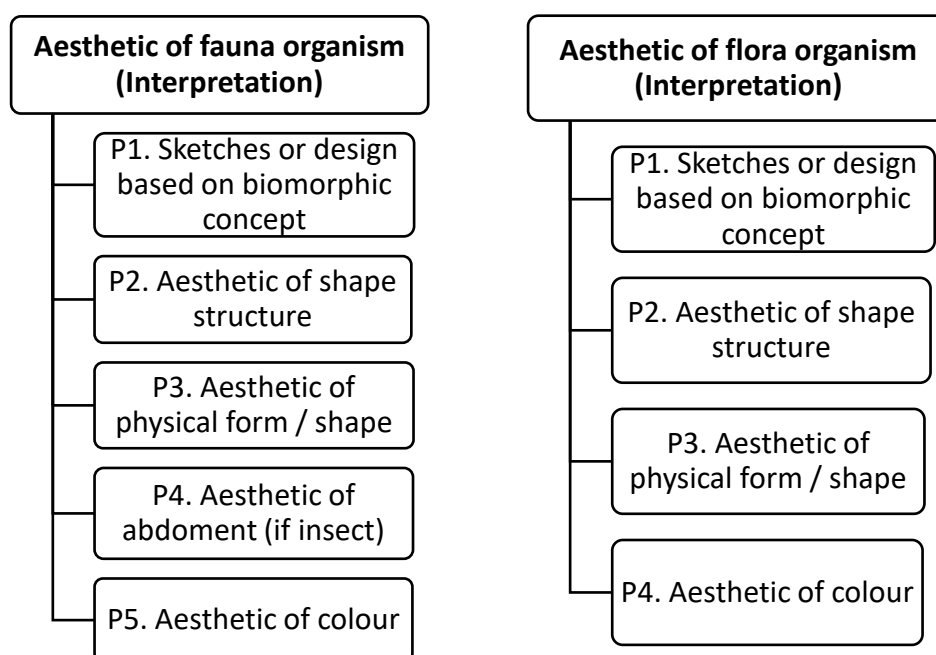 Aesthetic of fauna organism
(Interpretation)
P1. Sketches or design
based on biomorphic
concept
P2. Aesthetic of shape
structure
P3. Aesthetic of
physical form / shape
P4. Aesthetic of
abdoment (if insect)
P5. Aesthetic of colour
Aesthetic of flora organism
(Interpretation)
P1. Sketches or design
based on biomorphic
concept
P2. Aesthetic of shape
structure
P3. Aesthetic of
physical form / shape
P4. Aesthetic of colour